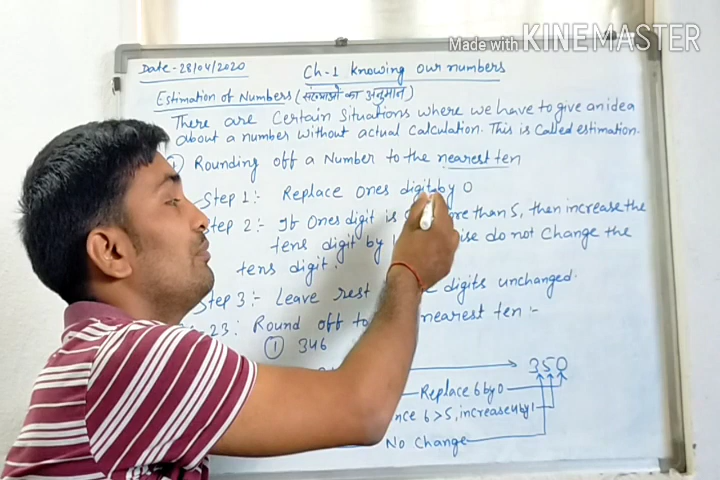 Made with KINEMASTER
Date- 28/04/2020
Ch-1 Knowing our numbers
Estimation of Numbers (संख्याओं का अनुमान)
There are Certain Situations where we have to give an idea
about a number without actual calculation. This is called estimation.
① Rounding off a Number to the nearest ten
Step 1:- Replace Ones digit by 0
Step 2:- If Ones digit is than 5, then increase the
tens digit by do not Change the
tens digit.
Step 3:- Leave rest digits unchanged.
23: Round off to nearest ten:-
① 346
350
Replace 6 by 0
6 > 5, increase 4 by 1
No Change